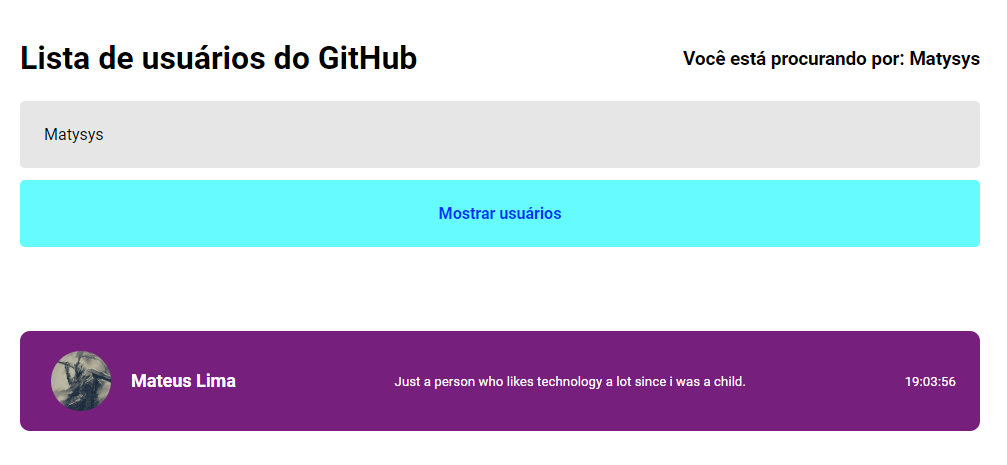 Lista de usuários do GitHub
Você está procurando por: Matysys
Matysys
Mostrar usuários
Mateus Lima
Just a person who likes technology a lot since i was a child.
19:03:56